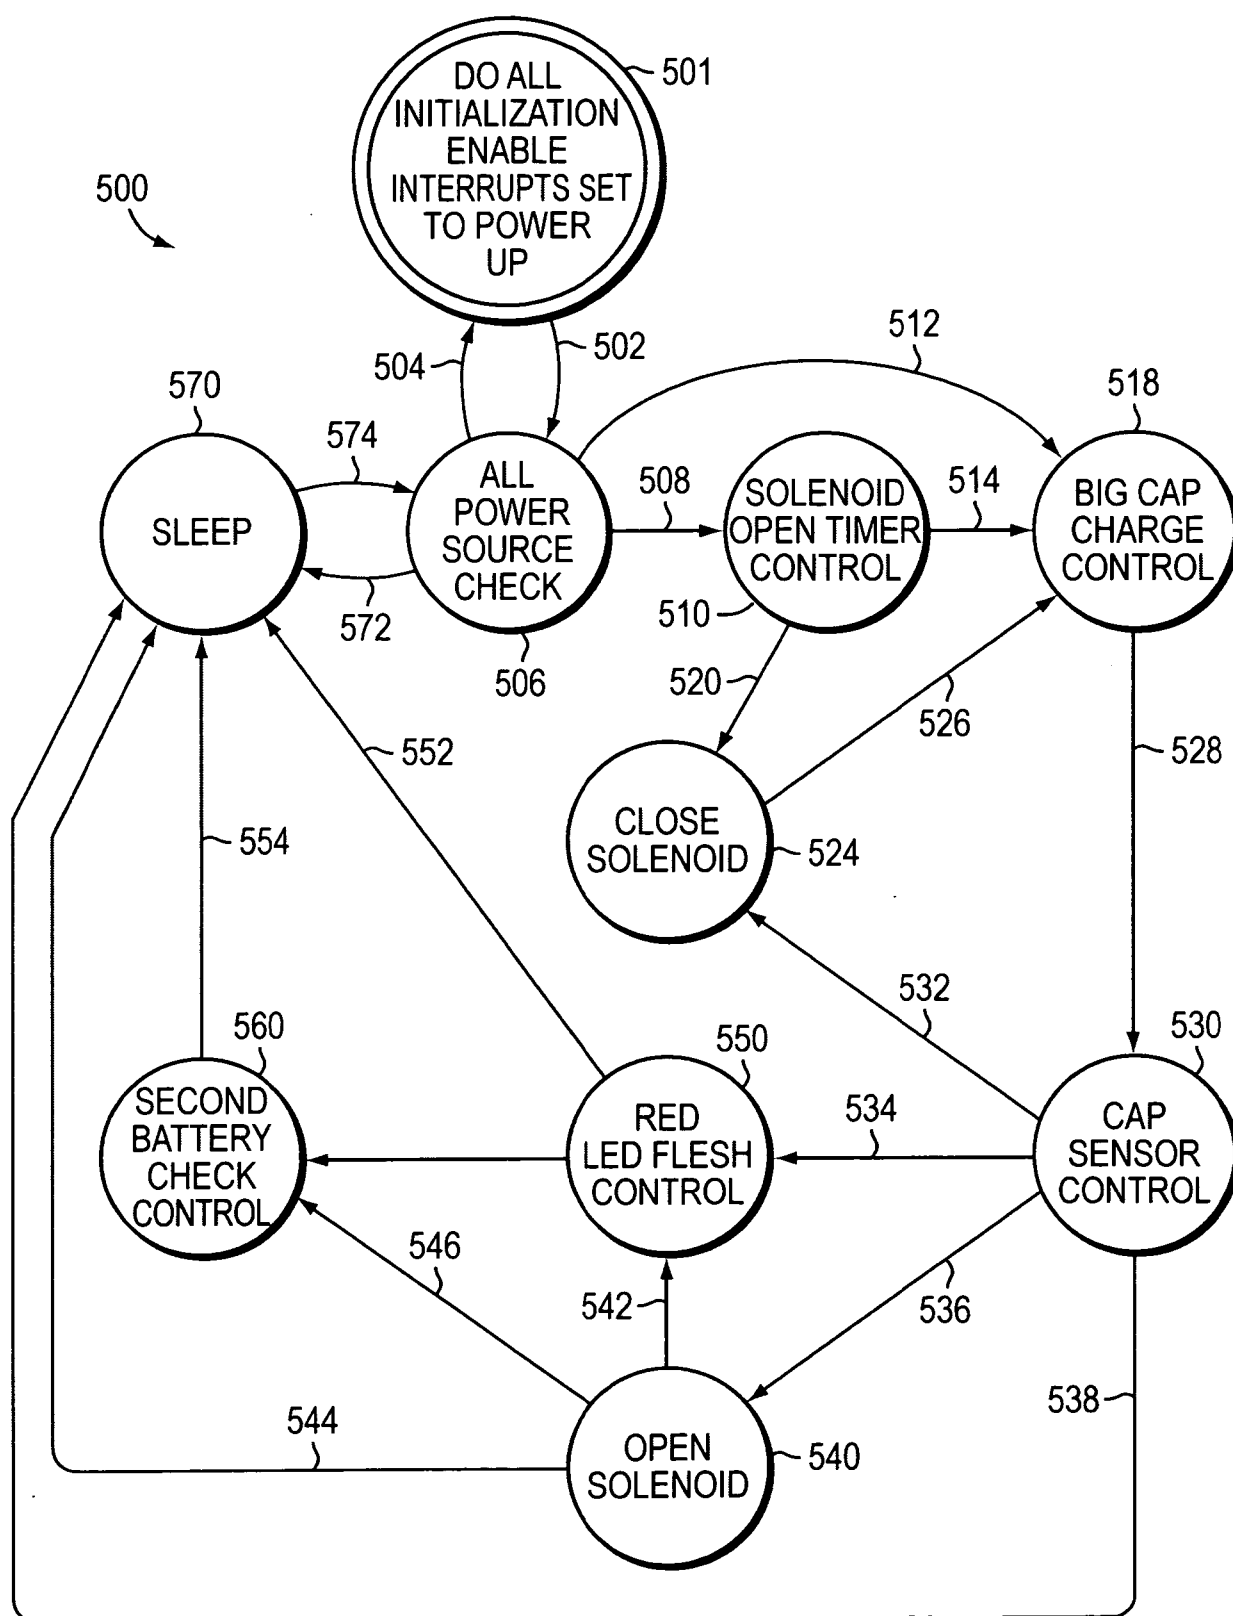 501
DO ALL
INITIALIZATION
ENABLE
INTERRUPTS SET
TO POWER
UP
500
504
502
512
570
518
574
SLEEP
ALL
POWER
SOURCE
CHECK
508
SOLENOID
OPEN TIMER
CONTROL
514
BIG CAP
CHARGE
CONTROL
572
506
510
520
526
552
528
CLOSE
SOLENOID
524
554
532
560
550
530
SECOND
BATTERY
CHECK
CONTROL
RED
LED FLESH
CONTROL
534
CAP
SENSOR
CONTROL
546
542
536
544
538
OPEN
SOLENOID
540